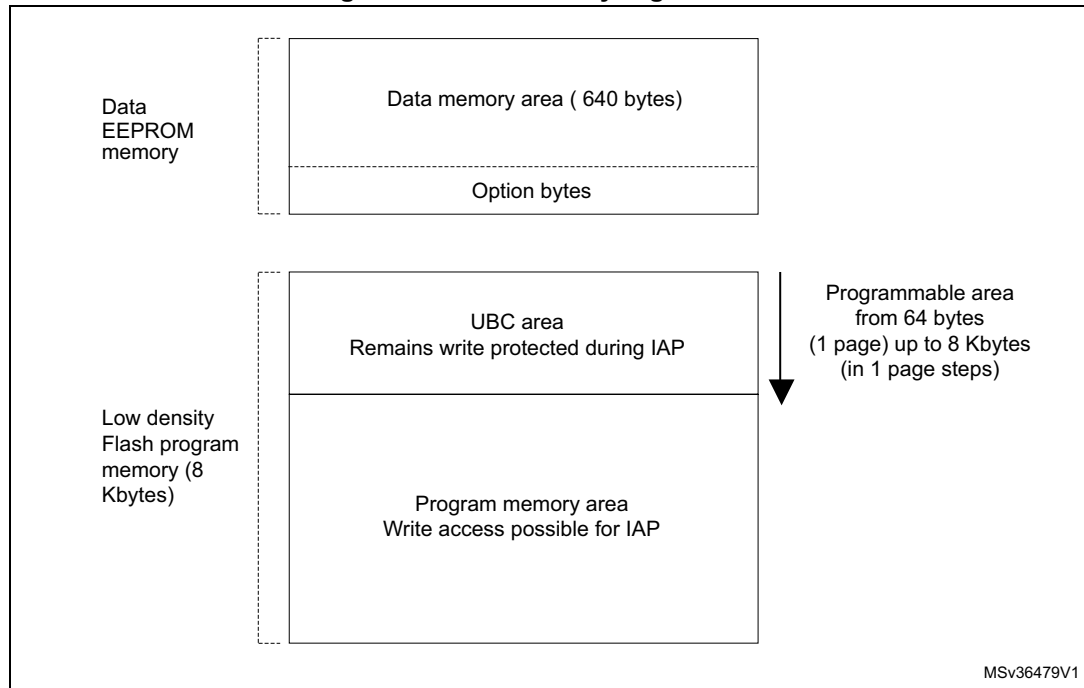 Data memory area ( 640 bytes)
Data
EEPROM
memory
Option bytes
UBC area
Remains write protected during IAP
Programmable area
from 64 bytes
(1 page) up to 8 Kbytes
(in 1 page steps)
Low density
Flash program
memory (8
Kbytes)
Program memory area
Write access possible for IAP
MSv36479V1